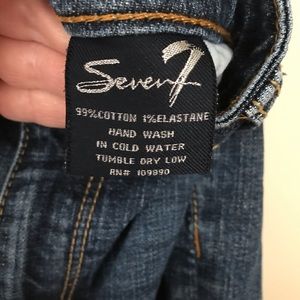 Seven7
99%COTTON 1%ELASTANE
HAND WASH
IN COLD WATER
TUMBLE DRY LOW
RN# 109990